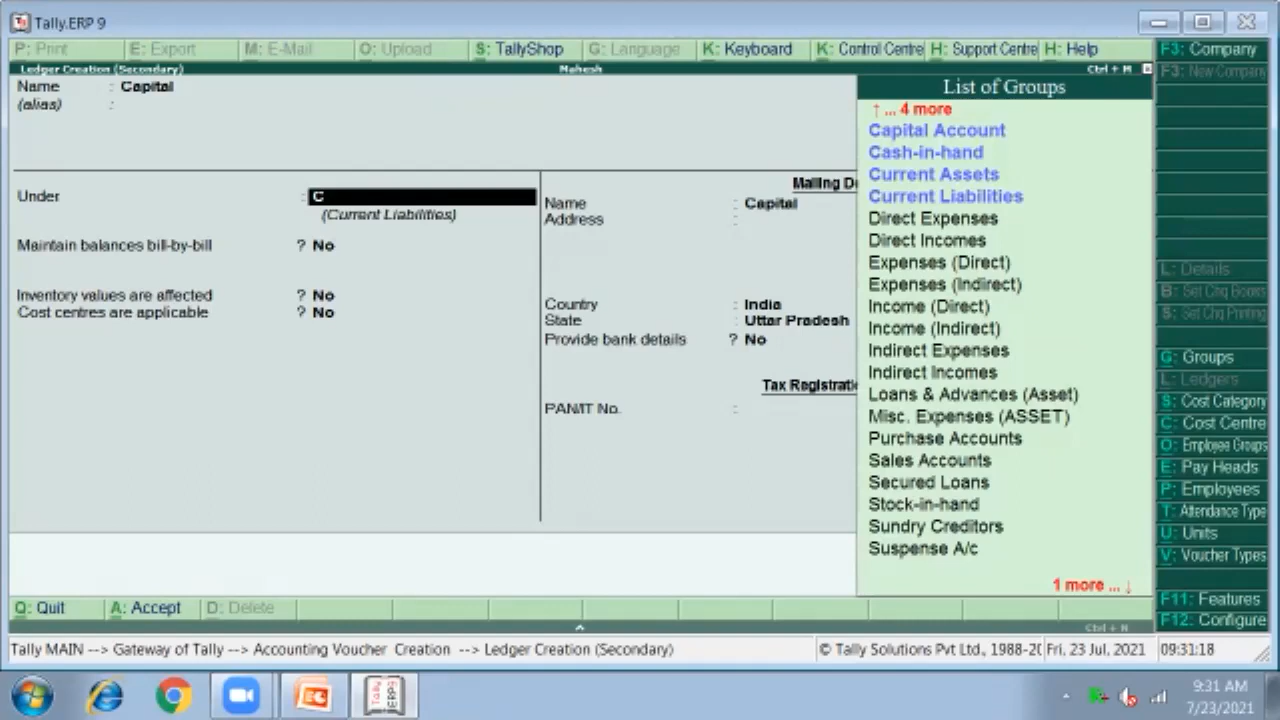 Tally.ERP 9
P: Print E: Export M: E-Mail O: Upload S: TallyShop G: Language K: Keyboard K: Control Centre H: Support Centre H: Help F3: Company
Ledger Creation (Secondary) Mahesh Ctrl + M
F3: New Company
Name : Capital
(alias) :
List of Groups
↑ ... 4 more
Capital Account
Cash-in-hand
Current Assets
Current Liabilities
Direct Expenses
Direct Incomes
Expenses (Direct)
Expenses (Indirect)
Income (Direct)
Income (Indirect)
Indirect Expenses
Indirect Incomes
Loans & Advances (Asset)
Misc. Expenses (ASSET)
Purchase Accounts
Sales Accounts
Secured Loans
Stock-in-hand
Sundry Creditors
Suspense A/c
1 more ... ↓
Under : C
(Current Liabilities)
Maintain balances bill-by-bill ? No
Inventory values are affected ? No
Cost centres are applicable ? No
Mailing De
Name : Capital
Address :
Country : India
State : Uttar Pradesh
Provide bank details ? No
Tax Registrati
PAN/IT No. :
L: Details
B: Set Chq Books
S: Set Chq Printing
G: Groups
L: Ledgers
S: Cost Category
C: Cost Centre
O: Employee Groups
E: Pay Heads
P: Employees
T: Attendance Type
U: Units
V: Voucher Types
F11: Features
F12: Configure
Q: Quit A: Accept D: Delete
Ctrl + N
Tally MAIN --> Gateway of Tally --> Accounting Voucher Creation --> Ledger Creation (Secondary) © Tally Solutions Pvt Ltd., 1988-20 Fri, 23 Jul, 2021 09:31:18
Tally ERP9
9:31 AM
7/23/2021